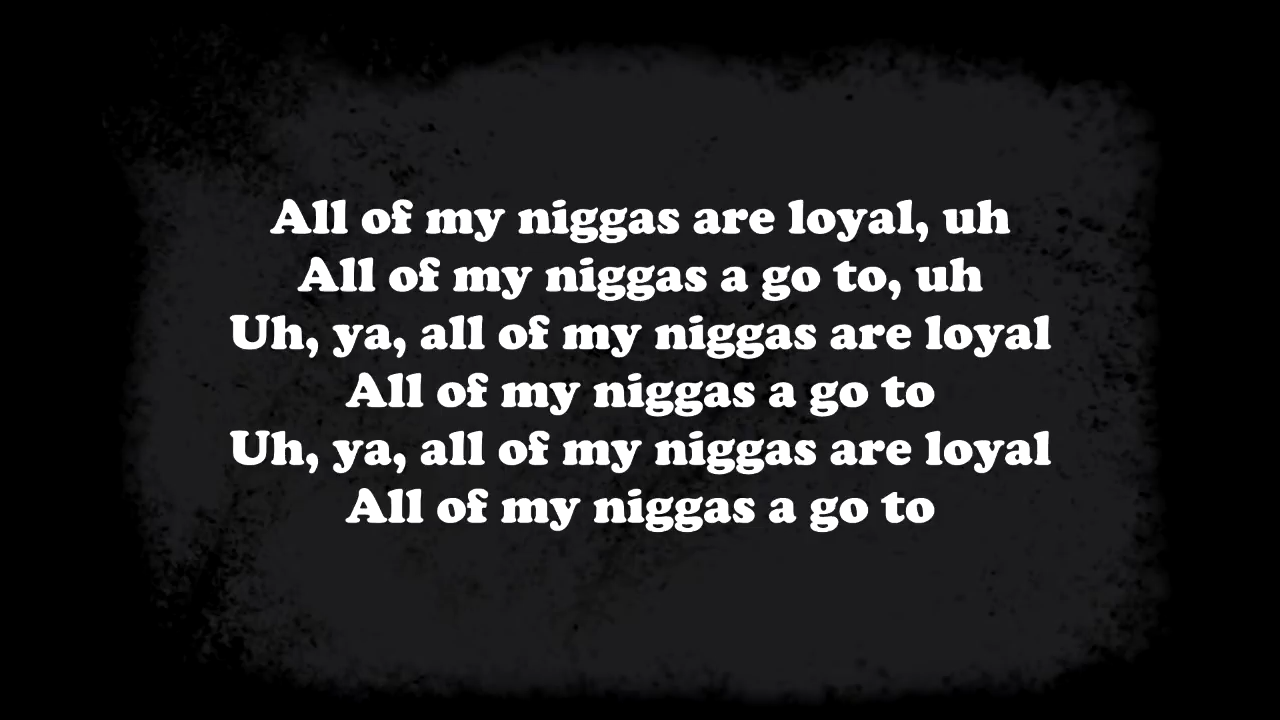 All of my niggas are loyal, uh
All of my niggas a go to, uh
Uh, ya, all of my niggas are loyal
All of my niggas a go to
Uh, ya, all of my niggas are loyal
All of my niggas a go to